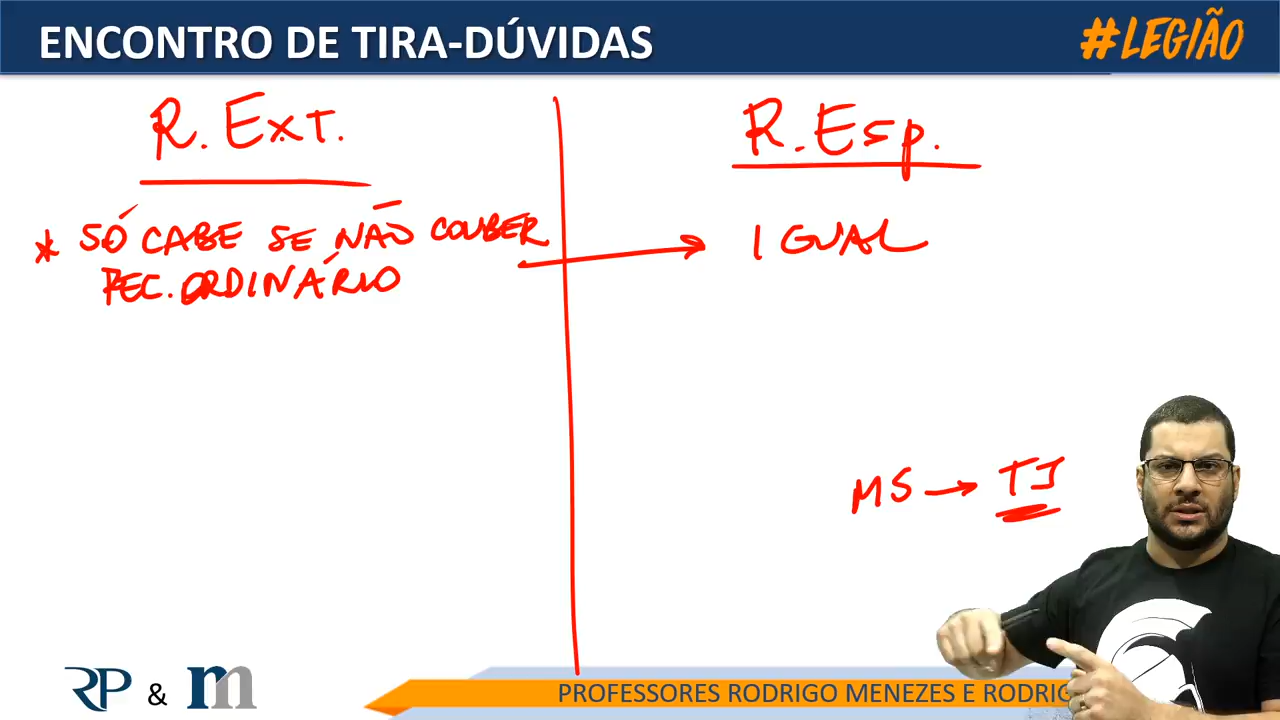 ENCONTRO DE TIRA-DÚVIDAS
#LEGIÃO
R. EXT.
R. Esp.
* SÓ CABE SE NÃO COUBER
REC. ORDINÁRIO
IGUAL
MS → TJ
RP & m
PROFESSORES RODRIGO MENEZES E RODRIG